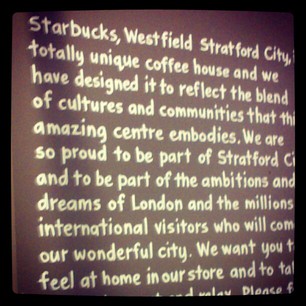 Starbucks, Westfield Stratford City,
totally unique coffee house and we
have designed it to reflect the blend
of cultures and communities that
amazing centre embodies. We are
so proud to be part of Stratford
and to be part of the ambitions and
dreams of London and the millions
international visitors who will
our wonderful city. We want you
feel at home in our store and to
and relax. Please